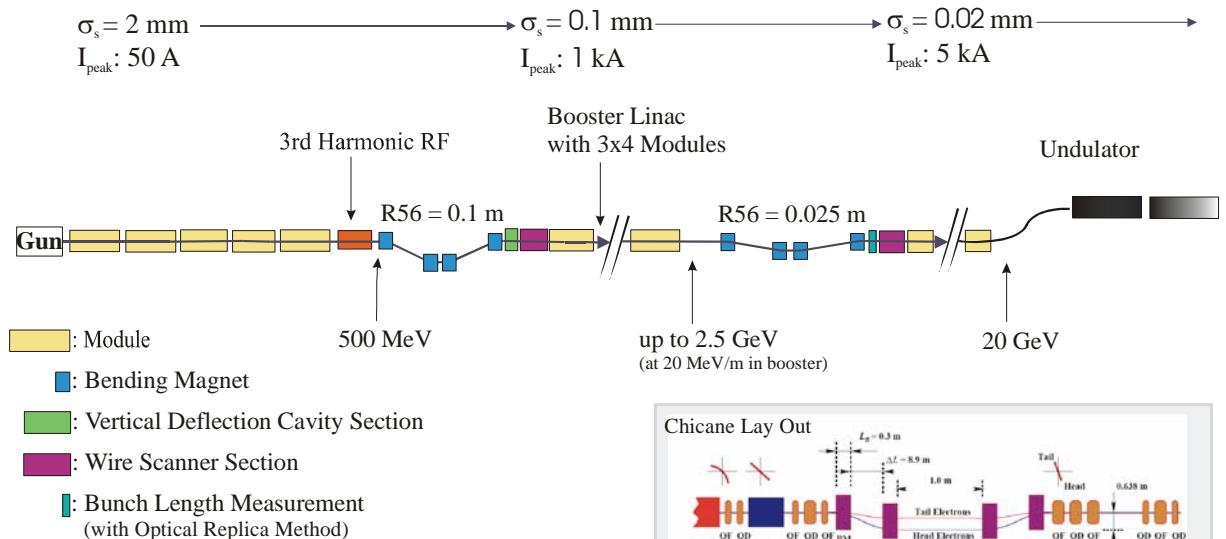 σs = 2 mm
σs = 0.1 mm
σs = 0.02 mm
Ipeak: 50 A
Ipeak: 1 kA
Ipeak: 5 kA
Booster Linac
with 3x4 Modules
3rd Harmonic RF
Undulator
R56 = 0.1 m
R56 = 0.025 m
Gun
500 MeV
up to 2.5 GeV
(at 20 MeV/m in booster)
20 GeV
: Module
: Bending Magnet
: Vertical Deflection Cavity Section
: Wire Scanner Section
: Bunch Length Measurement
(with Optical Replica Method)
Chicane Lay Out
LB = 0.3 m
ΔL = 8.9 m
1.0 m
Tail
Head
0.638 m
Tail Electrons
Head Electrons
QF QD
QF QD QF BM
QF QD QF
QD QF QD